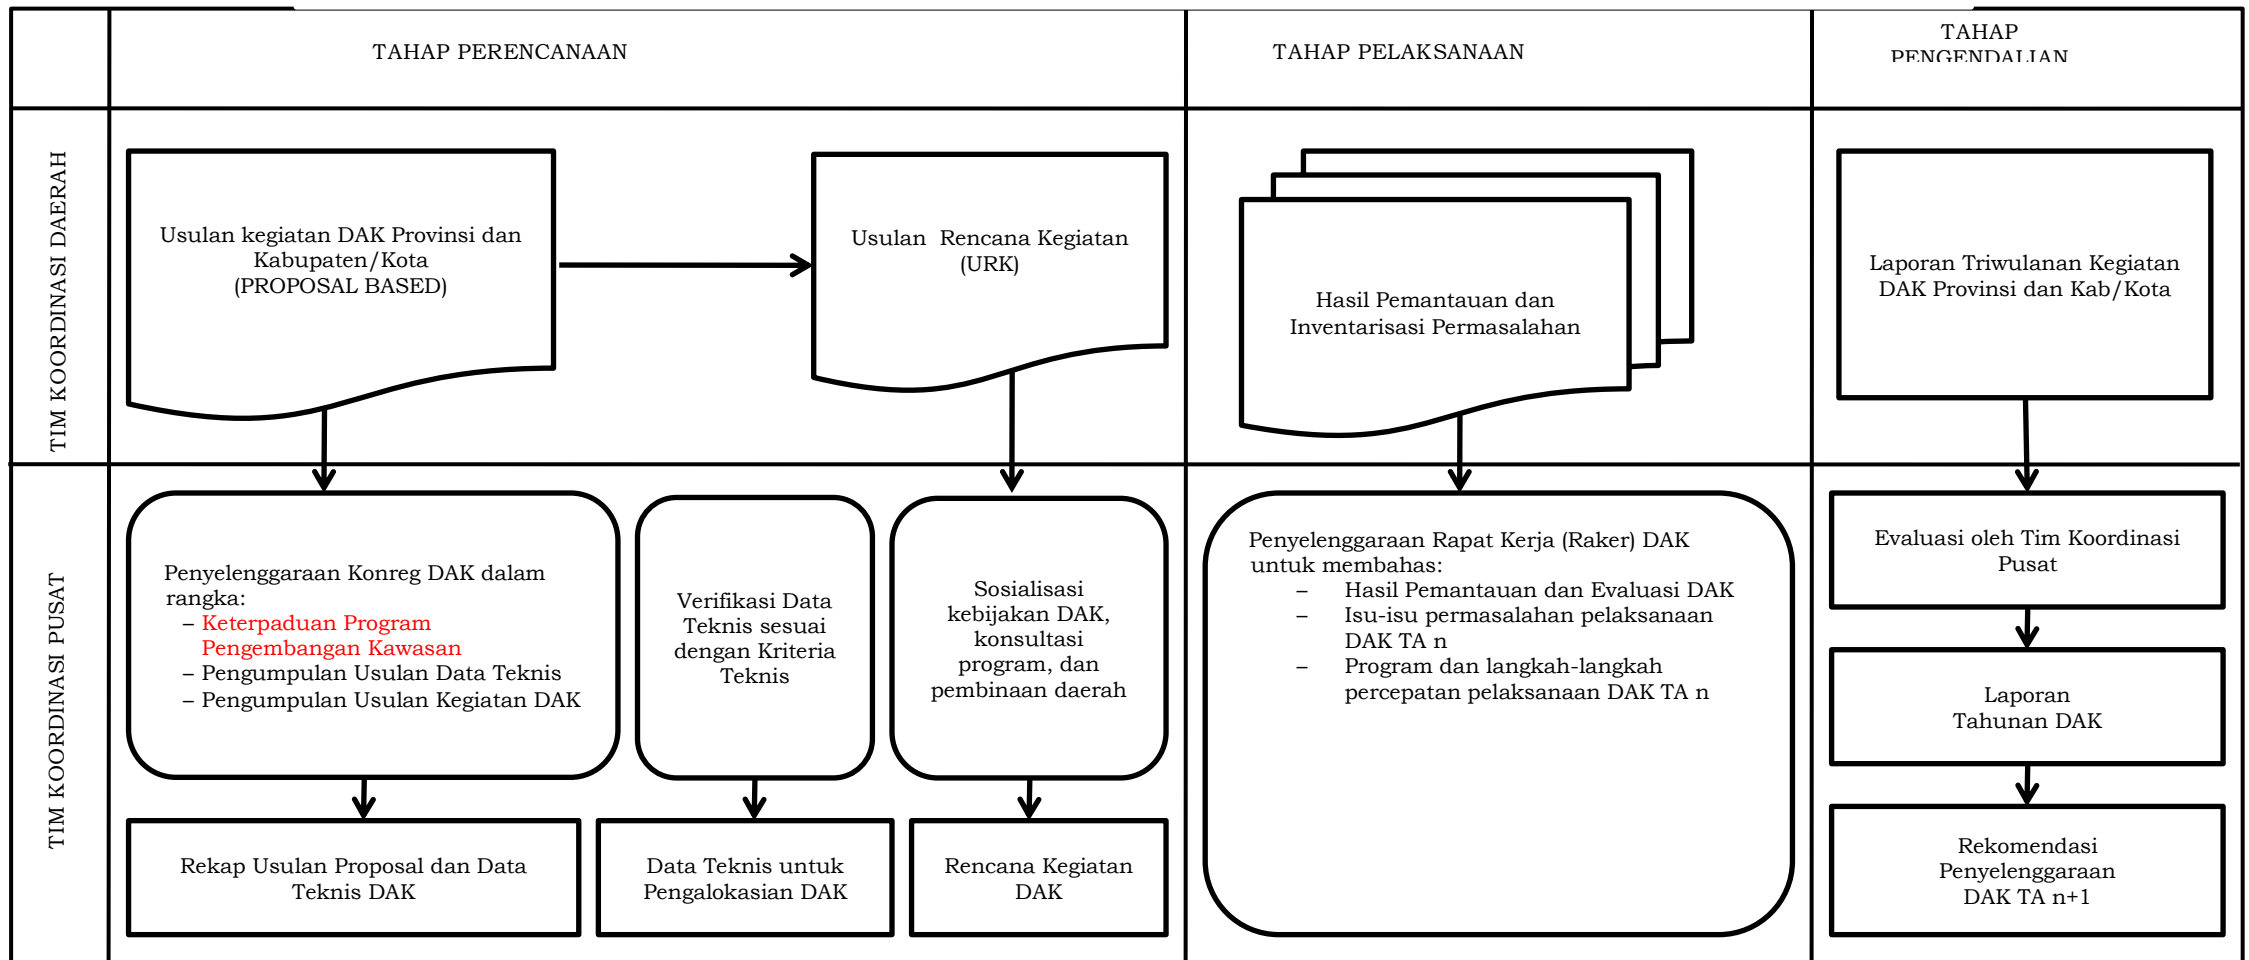 TAHAP PERENCANAAN
TAHAP PELAKSANAAN
TAHAP
PENGENDALIAN
TIM KOORDINASI DAERAH
Usulan kegiatan DAK Provinsi dan
Kabupaten/Kota
(PROPOSAL BASED)
Usulan Rencana Kegiatan
(URK)
Hasil Pemantauan dan
Inventarisasi Permasalahan
Laporan Triwulanan Kegiatan
DAK Provinsi dan Kab/Kota
TIM KOORDINASI PUSAT
Penyelenggaraan Konreg DAK dalam
rangka:
– Keterpaduan Program
Pengembangan Kawasan
– Pengumpulan Usulan Data Teknis
– Pengumpulan Usulan Kegiatan DAK
Verifikasi Data
Teknis sesuai
dengan Kriteria
Teknis
Sosialisasi
kebijakan DAK,
konsultasi
program, dan
pembinaan daerah
Penyelenggaraan Rapat Kerja (Raker) DAK
untuk membahas:
– Hasil Pemantauan dan Evaluasi DAK
– Isu-isu permasalahan pelaksanaan
DAK TA n
– Program dan langkah-langkah
percepatan pelaksanaan DAK TA n
Evaluasi oleh Tim Koordinasi
Pusat
Laporan
Tahunan DAK
Rekap Usulan Proposal dan Data
Teknis DAK
Data Teknis untuk
Pengalokasian DAK
Rencana Kegiatan
DAK
Rekomendasi
Penyelenggaraan
DAK TA n+1